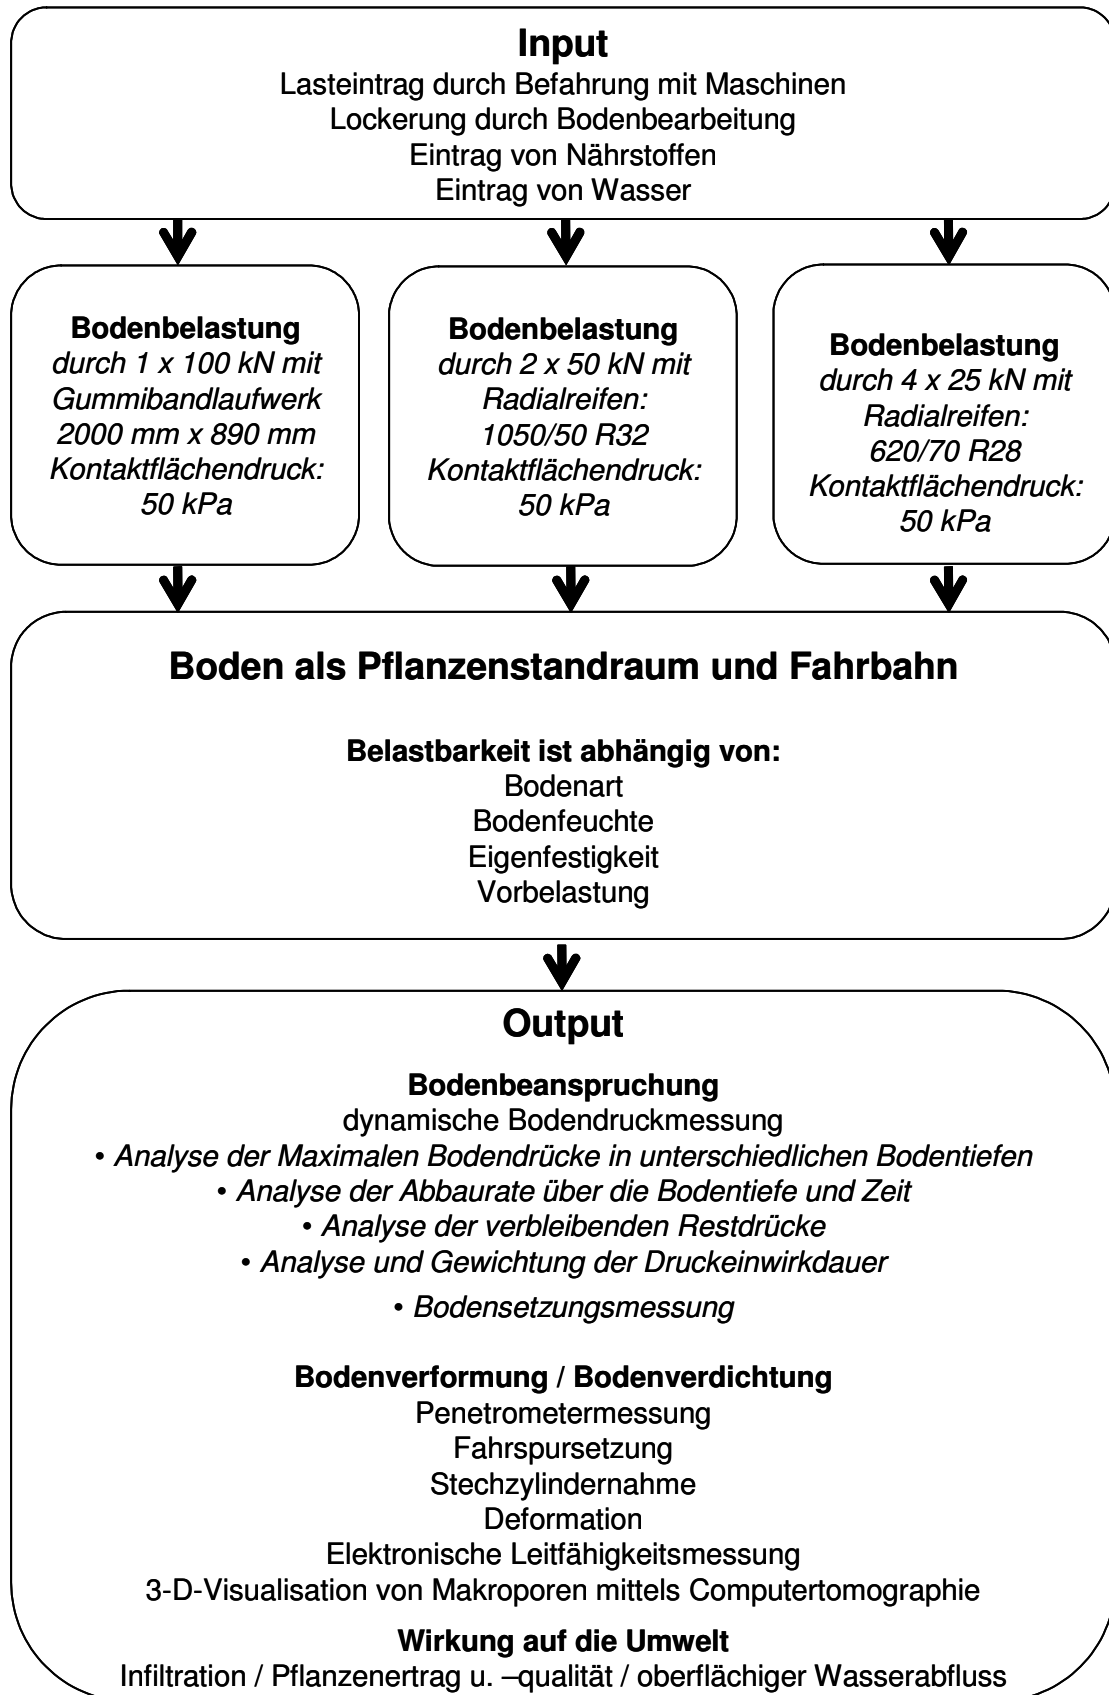 Input
Lasteintrag durch Befahrung mit Maschinen
Lockerung durch Bodenbearbeitung
Eintrag von Nährstoffen
Eintrag von Wasser
Bodenbelastung
durch 1 x 100 kN mit
Gummibandlaufwerk
2000 mm x 890 mm
Kontaktflächendruck:
50 kPa
Bodenbelastung
durch 2 x 50 kN mit
Radialreifen:
1050/50 R32
Kontaktflächendruck:
50 kPa
Bodenbelastung
durch 4 x 25 kN mit
Radialreifen:
620/70 R28
Kontaktflächendruck:
50 kPa
Boden als Pflanzenstandraum und Fahrbahn
Belastbarkeit ist abhängig von:
Bodenart
Bodenfeuchte
Eigenfestigkeit
Vorbelastung
Output
Bodenbeanspruchung
dynamische Bodendruckmessung
• Analyse der Maximalen Bodendrücke in unterschiedlichen Bodentiefen
• Analyse der Abbaurate über die Bodentiefe und Zeit
• Analyse der verbleibenden Restdrücke
• Analyse und Gewichtung der Druckeinwirkdauer
• Bodensetzungsmessung
Bodenverformung / Bodenverdichtung
Penetrometermessung
Fahrspursetzung
Stechzylindernahme
Deformation
Elektronische Leitfähigkeitsmessung
3-D-Visualisation von Makroporen mittels Computertomographie
Wirkung auf die Umwelt
Infiltration / Pflanzenertrag u. –qualität / oberflächiger Wasserabfluss